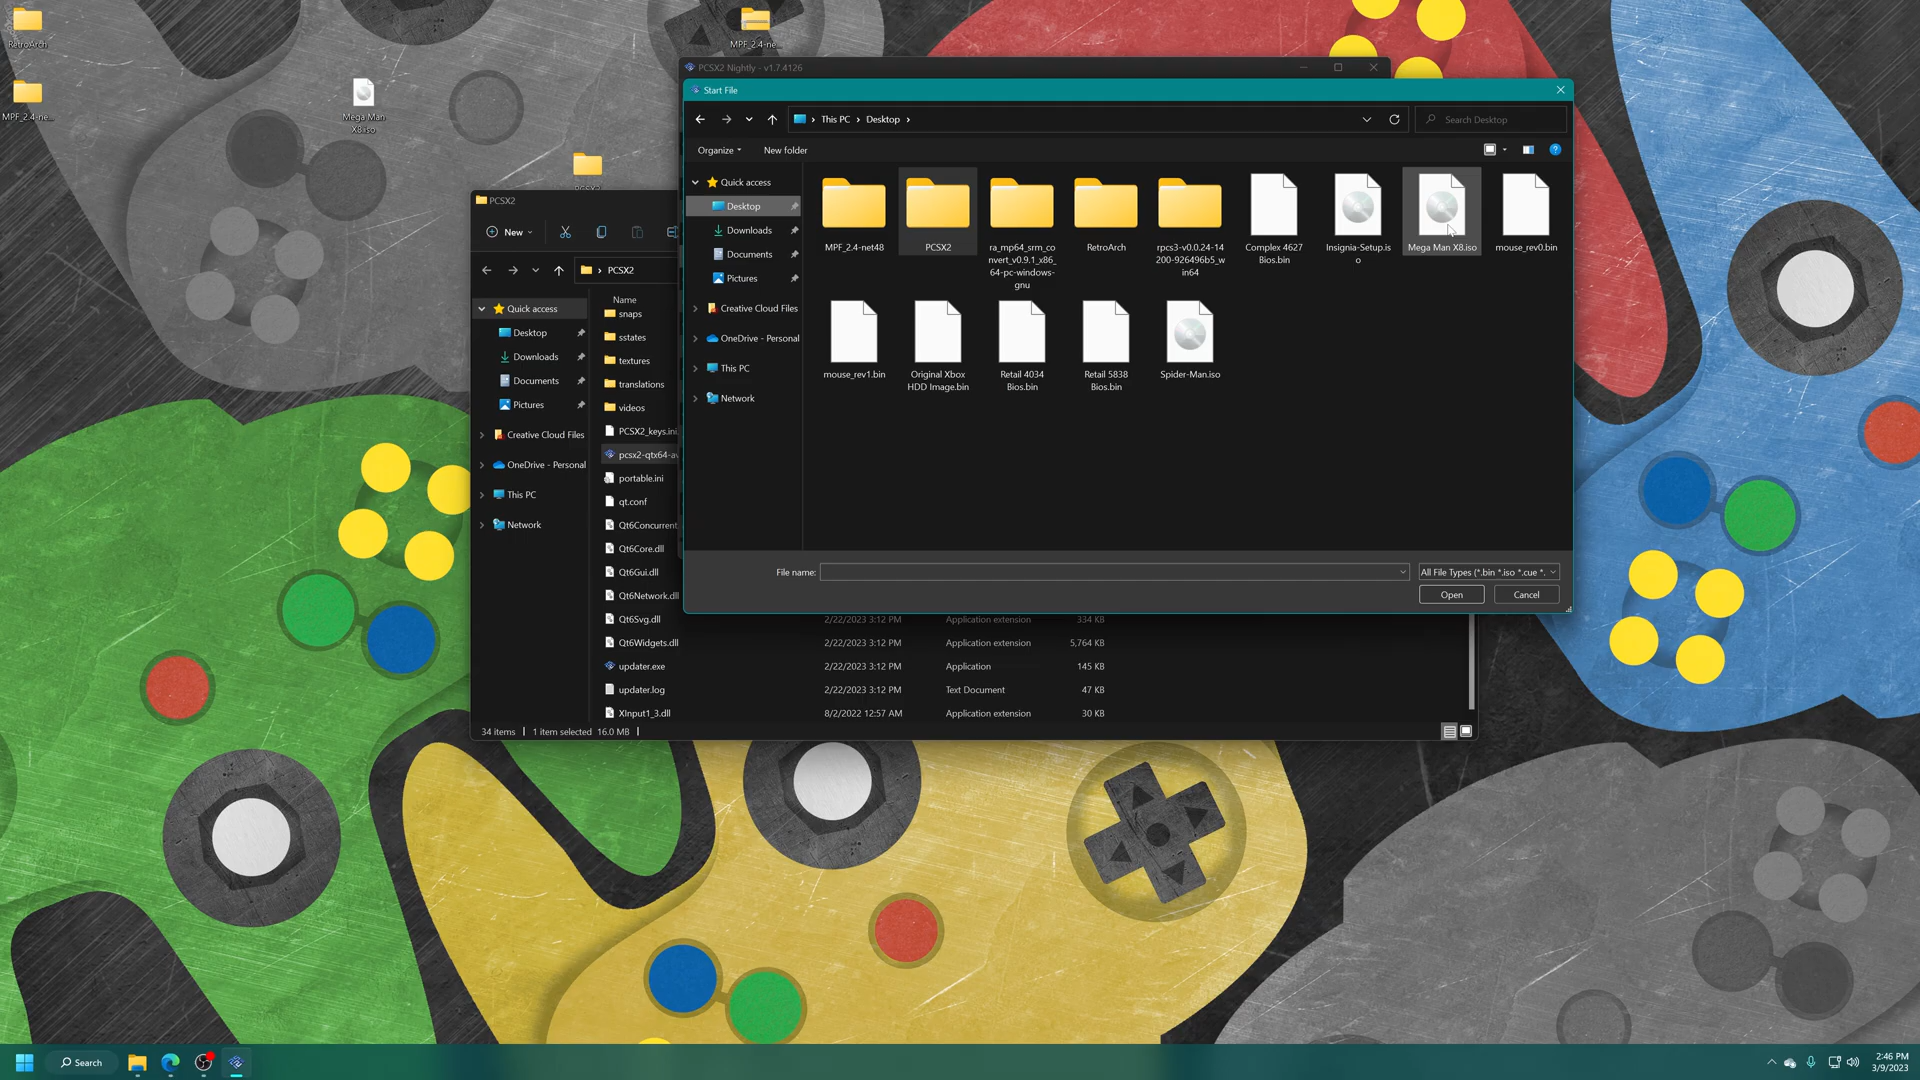 RetroArch
MPF_2.4-ne...
Mega Man
X8.iso
MPF_2.4-ne...
PCSX2 Nightly - v1.7.4126
Start File
This PC
Desktop
Search Desktop
Organize
New folder
Quick access
Desktop
Downloads
Documents
Pictures
Creative Cloud Files
OneDrive - Personal
This PC
Network
MPF_2.4-net48
PCSX2
ra_mp64_srm_co
nvert_v0.9.1_x86_
64-pc-windows-
gnu
RetroArch
rpcs3-v0.0.24-14
200-926496b5_w
in64
Complex 4627
Bios.bin
Insignia-Setup.is
o
Mega Man X8.iso
mouse_rev0.bin
mouse_rev1.bin
Original Xbox
HDD Image.bin
Retail 4034
Bios.bin
Retail 5838
Bios.bin
Spider-Man.iso
File name:
All File Types (*.bin *.iso *.cue *.
Open
Cancel
PCSX2
New
PCSX2
Quick access
Desktop
Downloads
Documents
Pictures
Creative Cloud Files
OneDrive - Personal
This PC
Network
Name
snaps
sstates
textures
translations
videos
PCSX2_keys.ini.
pcsx2-qtx64-av
portable.ini
qt.conf
Qt6Concurrent
Qt6Core.dll
Qt6Gui.dll
Qt6Network.dll
Qt6Svg.dll 2/22/2023 3:12 PM Application extension 334 KB
Qt6Widgets.dll 2/22/2023 3:12 PM Application extension 5,764 KB
updater.exe 2/22/2023 3:12 PM Application 145 KB
updater.log 2/22/2023 3:12 PM Text Document 47 KB
XInput1_3.dll 8/2/2022 12:57 AM Application extension 30 KB
34 items
1 item selected 16.0 MB
Search
2:46 PM
3/9/2023